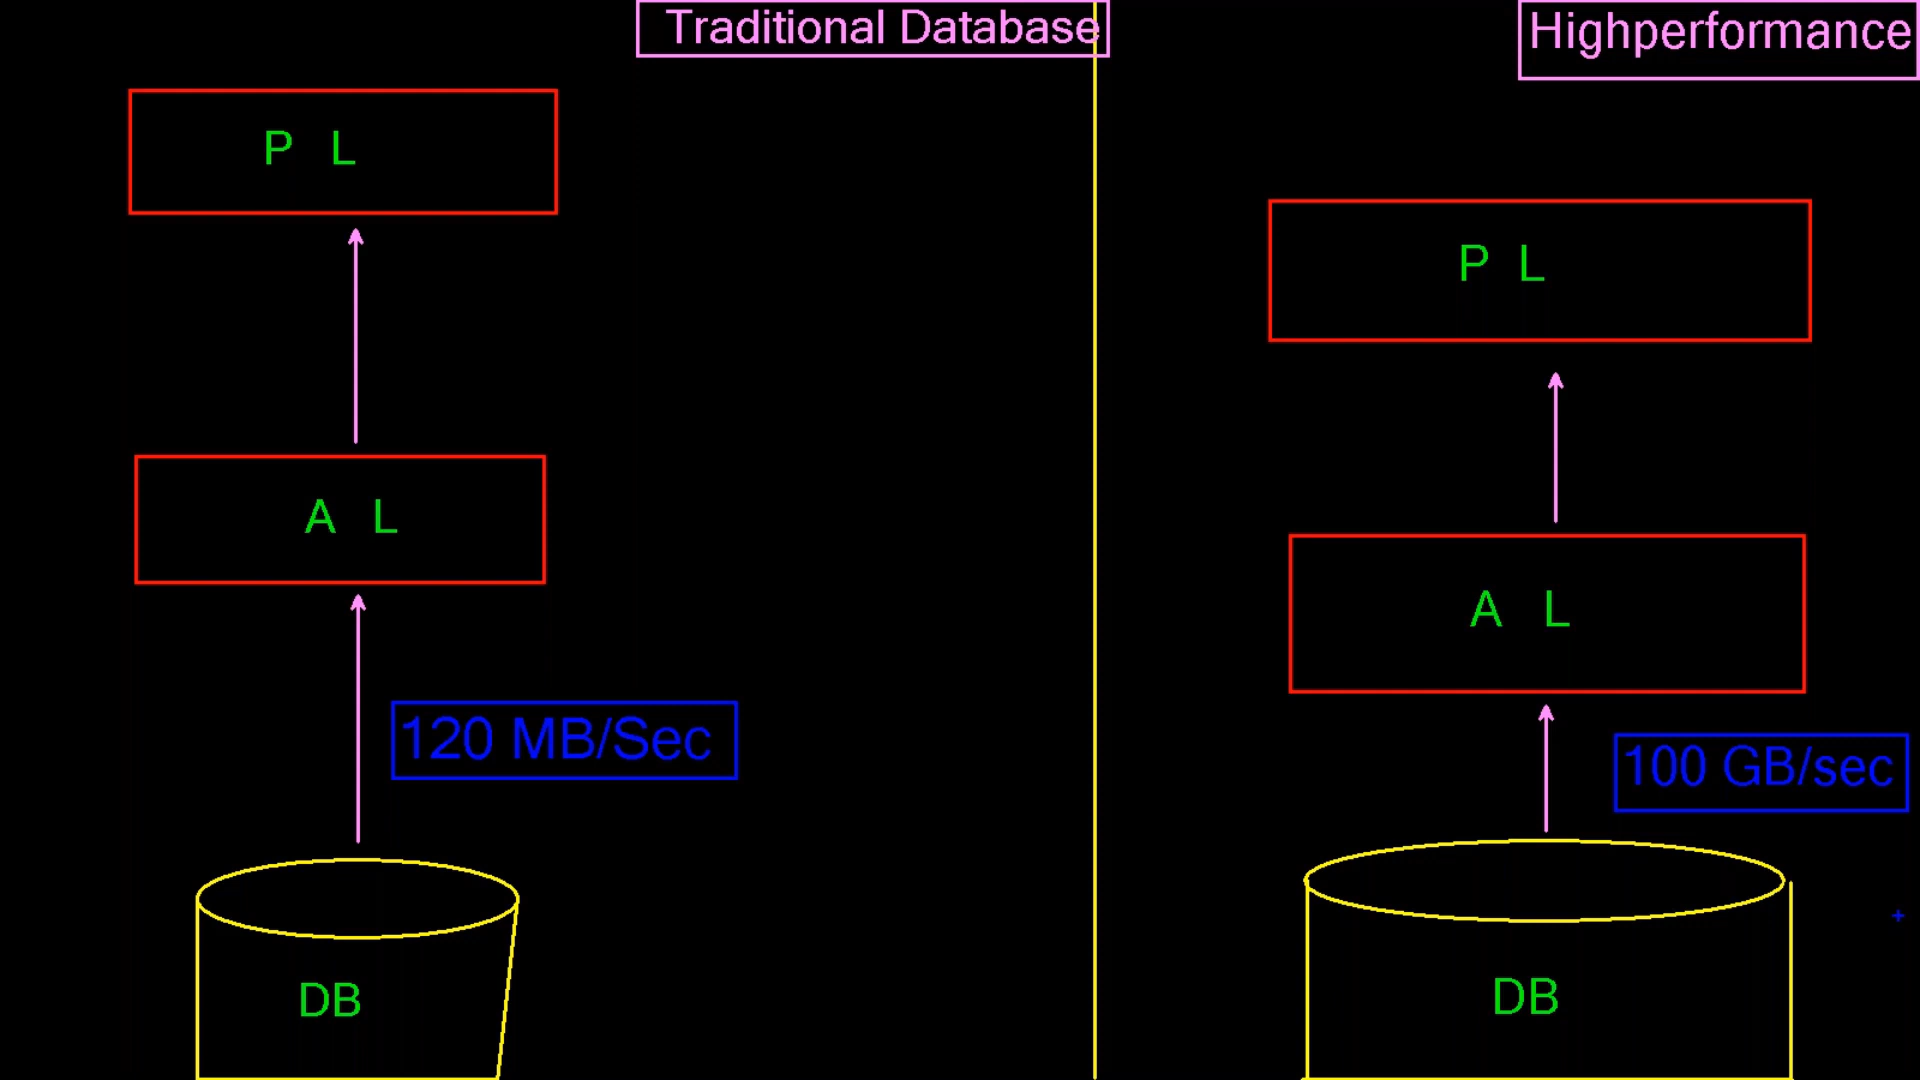 Traditional Database
P L
A L
120 MB/Sec
DB
Highperformance
P L
A L
100 GB/sec
DB